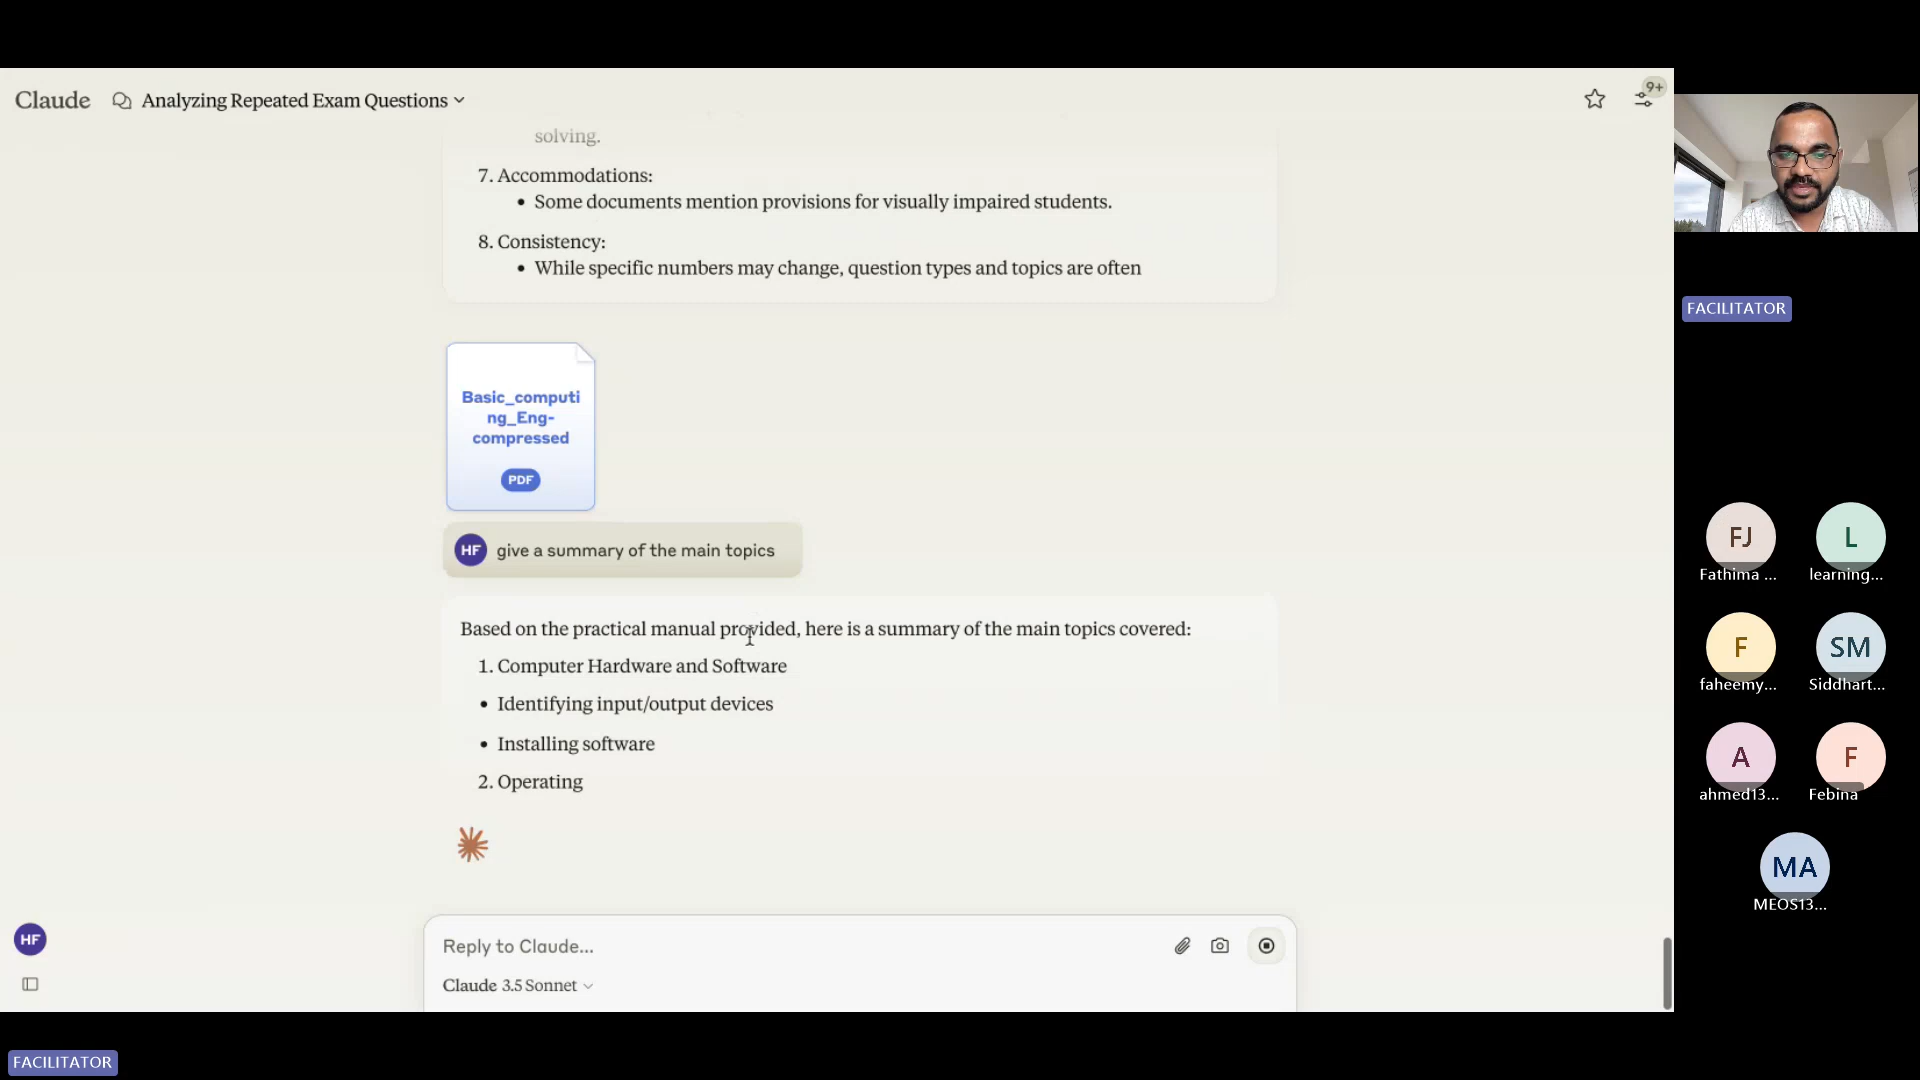 Claude
Analyzing Repeated Exam Questions
9+
solving.
7. Accommodations:
• Some documents mention provisions for visually impaired students.
8. Consistency:
• While specific numbers may change, question types and topics are often
Basic_computi
ng_Eng-
compressed
PDF
HF
give a summary of the main topics
Based on the practical manual provided, here is a summary of the main topics covered:
1. Computer Hardware and Software
• Identifying input/output devices
• Installing software
2. Operating
HF
Reply to Claude...
Claude 3.5 Sonnet
FACILITATOR
FACILITATOR
FJ
Fathima ...
L
learning...
F
faheemy...
SM
Siddhart...
A
ahmed13...
F
Febina
MA
MEOS13...